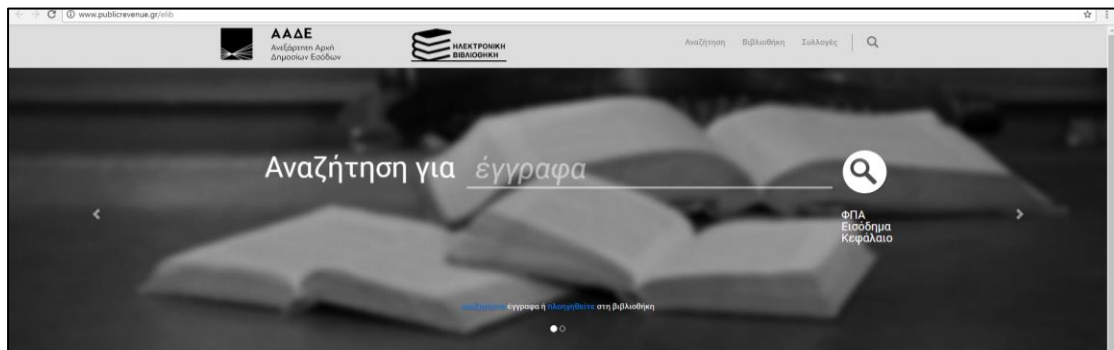 www.publicrevenue.gr/elib
ΑΑΔΕ
Ανεξάρτητη Αρχή
Δημοσίων Εσόδων
ΗΛΕΚΤΡΟΝΙΚΗ
ΒΙΒΛΙΟΘΗΚΗ
Αναζήτηση Βιβλιοθήκη Συλλογές
Αναζήτηση για έγγραφα
ΦΠΑ
Εισόδημα
Κεφάλαιο
έγγραφα ή πλοηγηθείτε στη βιβλιοθήκη